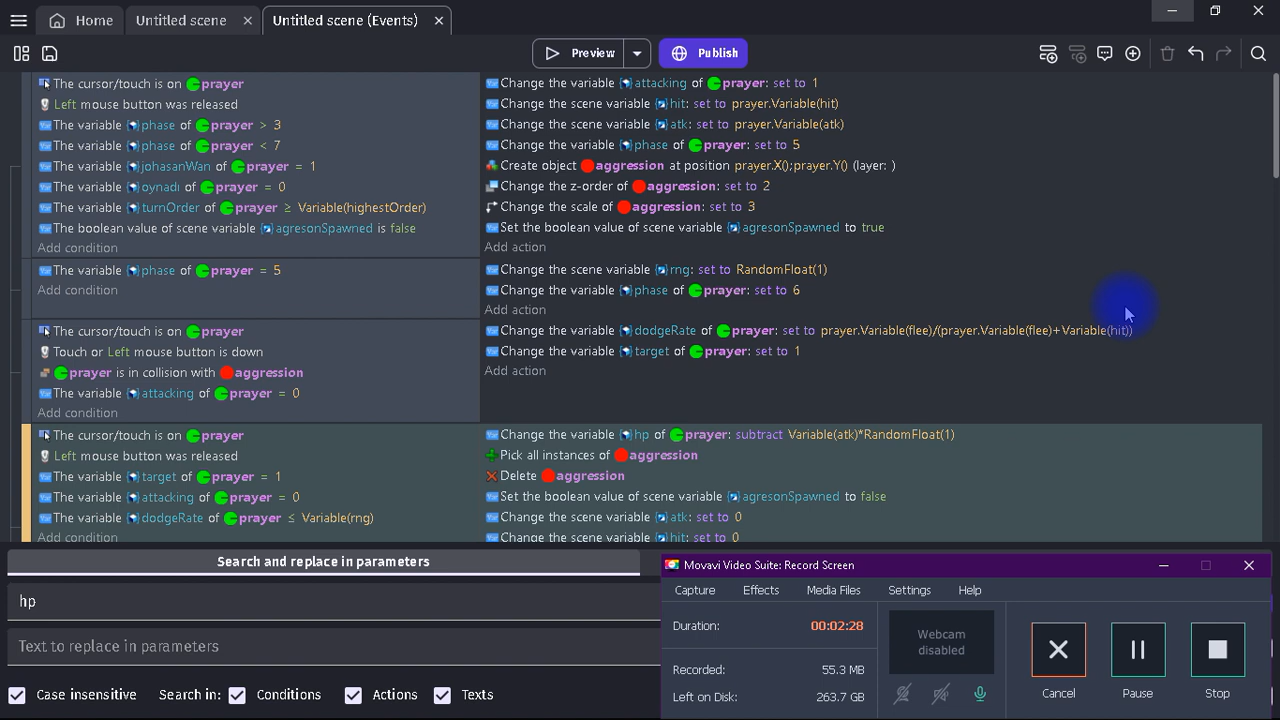 Home
Untitled scene
Untitled scene (Events)
Preview
Publish
The cursor/touch is on prayer
Left mouse button was released
The variable phase of prayer > 3
The variable phase of prayer < 7
The variable johasanWan of prayer = 1
The variable oynadı of prayer = 0
The variable turnOrder of prayer ≥ Variable(highestOrder)
The boolean value of scene variable agresonSpawned is false
Add condition
Change the variable attacking of prayer: set to 1
Change the scene variable hit: set to prayer.Variable(hit)
Change the scene variable atk: set to prayer.Variable(atk)
Change the variable phase of prayer: set to 5
Create object aggression at position prayer.X();prayer.Y() (layer: )
Change the z-order of aggression: set to 2
Change the scale of aggression: set to 3
Set the boolean value of scene variable agresonSpawned to true
Add action
The variable phase of prayer = 5
Add condition
Change the scene variable rng: set to RandomFloat(1)
Change the variable phase of prayer: set to 6
Add action
The cursor/touch is on prayer
Touch or Left mouse button is down
prayer is in collision with aggression
The variable attacking of prayer = 0
Add condition
Change the variable dodgeRate of prayer: set to prayer.Variable(flee)/(prayer.Variable(flee)+Variable(hit))
Change the variable target of prayer: set to 1
Add action
The cursor/touch is on prayer
Left mouse button was released
The variable target of prayer = 1
The variable attacking of prayer = 0
The variable dodgeRate of prayer ≤ Variable(rng)
Add condition
Change the variable hp of prayer: subtract Variable(atk)*RandomFloat(1)
Pick all instances of aggression
Delete aggression
Set the boolean value of scene variable agresonSpawned to false
Change the scene variable atk: set to 0
Change the scene variable hit: set to 0
Search and replace in parameters
hp
Text to replace in parameters
Case insensitive
Search in:
Conditions
Actions
Texts
Movavi Video Suite: Record Screen
Capture
Effects
Media Files
Settings
Help
Duration: 00:02:28
Recorded: 55.3 MB
Left on Disk: 263.7 GB
Webcam
disabled
Cancel
Pause
Stop